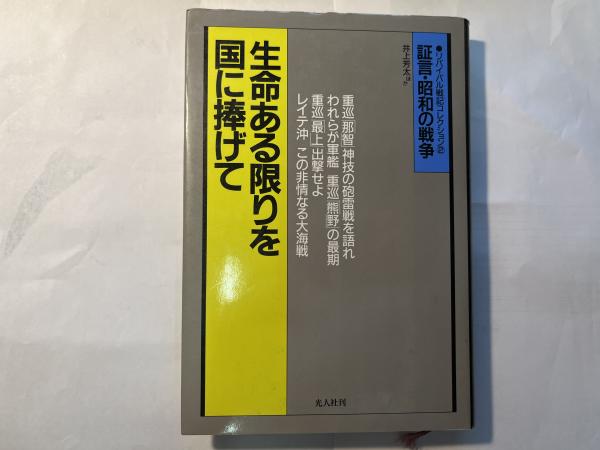 ●リバイバル戦記コレクション㉑
証言・昭和の戦争
井上芳太ほか
重巡「那智」神技の砲雷戦を語れ
われらが軍艦 重巡「熊野」の最期
重巡「最上」出撃せよ
レイテ沖 この非情なる大海戦
生命ある限りを
国に捧げて
光人社刊